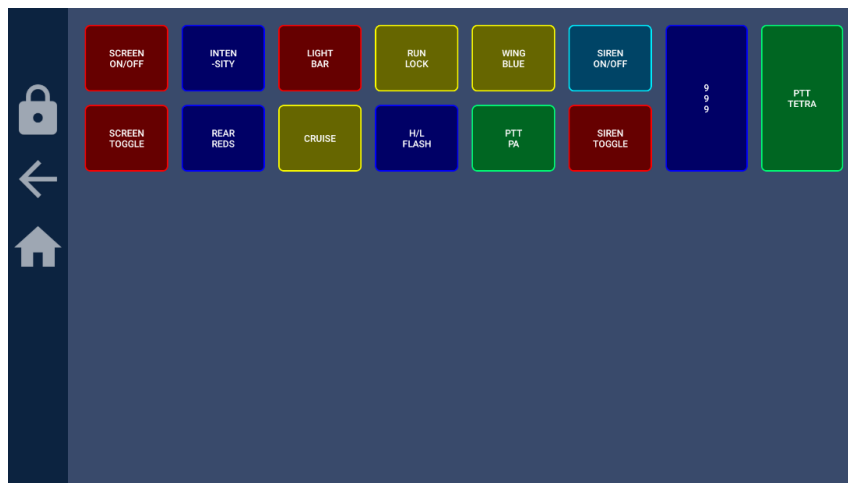 SCREEN
ON/OFF
INTEN
-SITY
LIGHT
BAR
RUN
LOCK
WING
BLUE
SIREN
ON/OFF
9
9
9
PTT
TETRA
SCREEN
TOGGLE
REAR
REDS
CRUISE
H/L
FLASH
PTT
PA
SIREN
TOGGLE